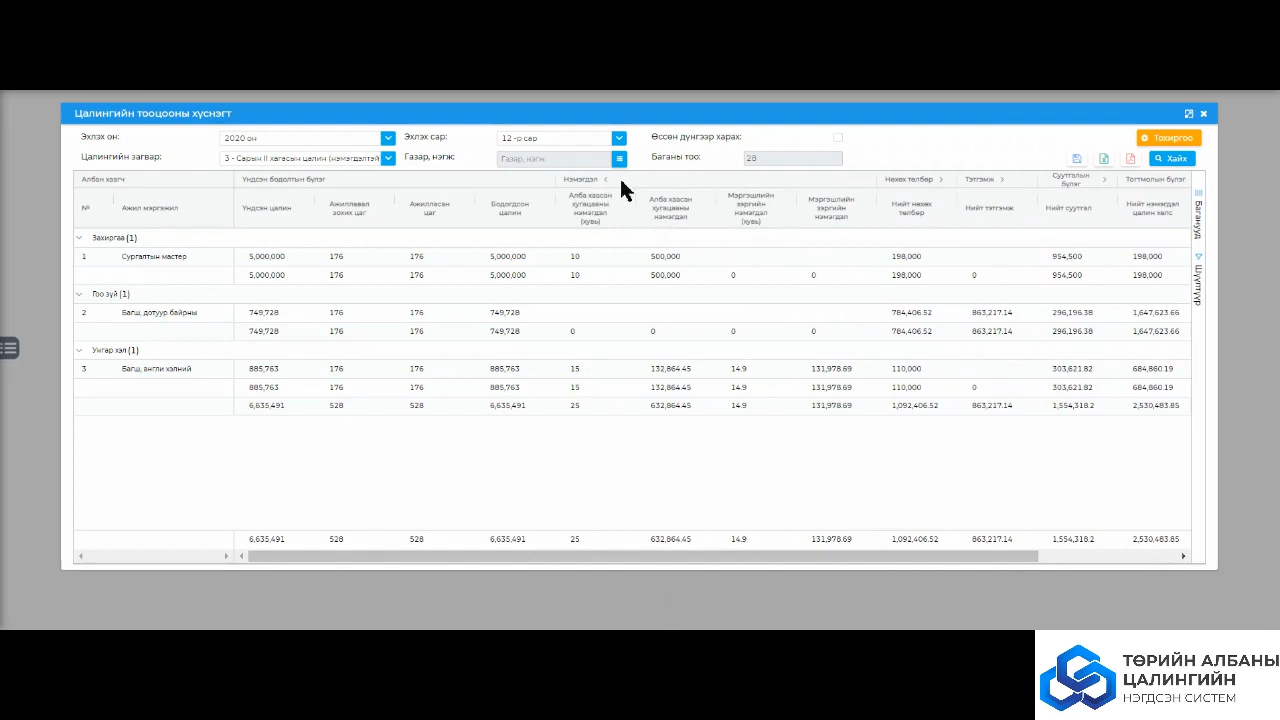 Цалингийн тооцооны хүснэгт
Эхлэх он: 2020 он Эхлэх сар: 12 -р сар Өссөн дүнгээр харах: Тохиргоо
Цалингийн загвар: 3 - Сарын II хагасын цалин (нэмэгдэлтэй Газар, нэгж: Газар, нэгж Баганы тоо: 28 Хайх
Албан хаагч Үндсэн бодолтын бүлэг Нэмэгдэл Нөхөх төлбөр Тэтгэмж Суутгалын бүлэг Тогтмолын бүлэг
№ Ажил мэргэжил Үндсэн цалин Ажиллавал зохих цаг Ажилласан цаг Бодогдсон цалин Алба хаасан хугацааны нэмэгдэл (хувь) Алба хаасан хугацааны нэмэгдэл Мэргэшлийн зэргийн нэмэгдэл (хувь) Мэргэшлийн зэргийн нэмэгдэл Нийт нөхөх төлбөр Нийт тэтгэмж Нийт суутгал Нийт нэмэгдэл цалин хөлс
Захиргаа (1)
1 Сургалтын мастер 5,000,000 176 176 5,000,000 10 500,000 198,000 954,500 198,000
5,000,000 176 176 5,000,000 10 500,000 0 0 198,000 0 954,500 198,000
Гоо зүй (1)
2 Багш, дотуур байрны 749,728 176 176 749,728 784,406.52 863,217.14 296,196.38 1,647,623.66
749,728 176 176 749,728 0 0 0 0 784,406.52 863,217.14 296,196.38 1,647,623.66
Унгар хэл (1)
3 Багш, англи хэлний 885,763 176 176 885,763 15 132,864.45 14.9 131,978.69 110,000 303,621.82 684,860.19
885,763 176 176 885,763 15 132,864.45 14.9 131,978.69 110,000 0 303,621.82 684,860.19
6,635,491 528 528 6,635,491 25 632,864.45 14.9 131,978.69 1,092,406.52 863,217.14 1,554,318.2 2,530,483.85
6,635,491 528 528 6,635,491 25 632,864.45 14.9 131,978.69 1,092,406.52 863,217.14 1,554,318.2 2,530,483.85
Баганууд
Шүүлтүүр
ТӨРИЙН АЛБАНЫ
ЦАЛИНГИЙН
НЭГДСЭН СИСТЕМ